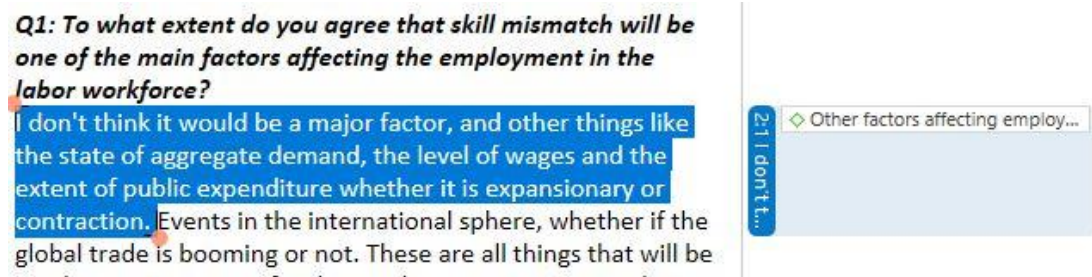 Q1: To what extent do you agree that skill mismatch will be
one of the main factors affecting the employment in the
labor workforce?
I don't think it would be a major factor, and other things like
the state of aggregate demand, the level of wages and the
extent of public expenditure whether it is expansionary or
contraction. Events in the international sphere, whether if the
global trade is booming or not. These are all things that will be
2:1 I don't t...
Other factors affecting employ...